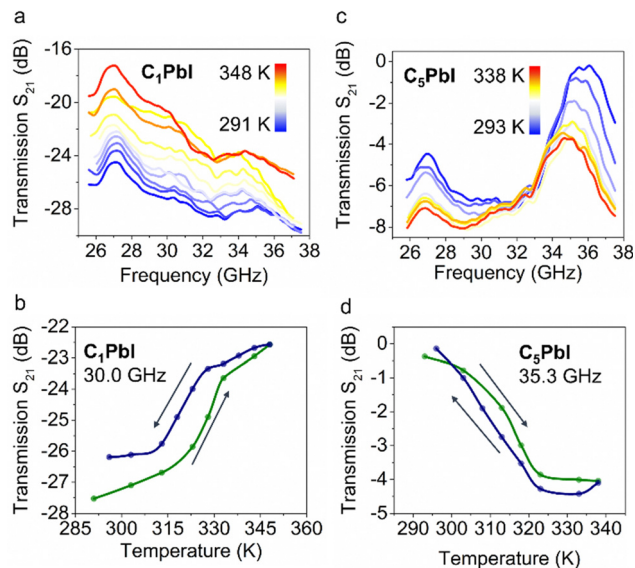 a
-16
-20
-24
-28
Transmission S21 (dB)
C1PbI
348 K
291 K
26 28 30 32 34 36 38
Frequency (GHz)
c
0
-2
-4
-6
-8
Transmission S21 (dB)
C5PbI
338 K
293 K
26 28 30 32 34 36 38
Frequency (GHz)
b
-22
-23
-24
-25
-26
-27
-28
Transmission S21 (dB)
C1PbI
30.0 GHz
285 300 315 330 345 360
Temperature (K)
d
0
-1
-2
-3
-4
-5
Transmission S21 (dB)
C5PbI
35.3 GHz
290 300 310 320 330 340
Temperature (K)